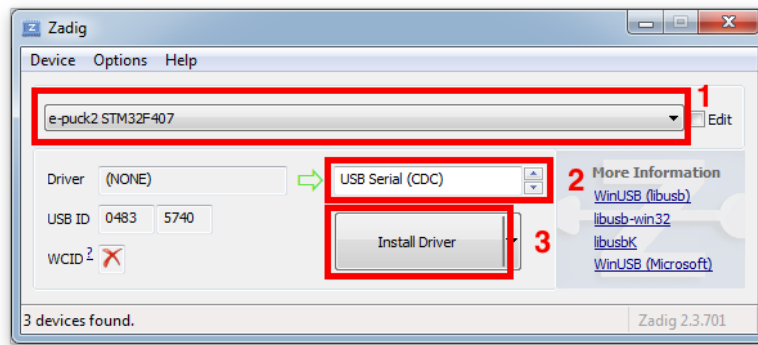 Zadig
Device Options Help
1
e-puck2 STM32F407
Edit
Driver (NONE) USB Serial (CDC) 2
USB ID 0483 5740
WCID ?
Install Driver 3
More Information
WinUSB (libusb)
libusb-win32
libusbK
WinUSB (Microsoft)
3 devices found. Zadig 2.3.701